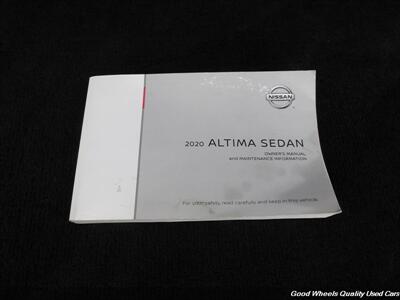 NISSAN
2020 ALTIMA SEDAN
OWNER'S MANUAL
and MAINTENANCE INFORMATION
For your safety, read carefully and keep in this vehicle.
Good Wheels Quality Used Cars